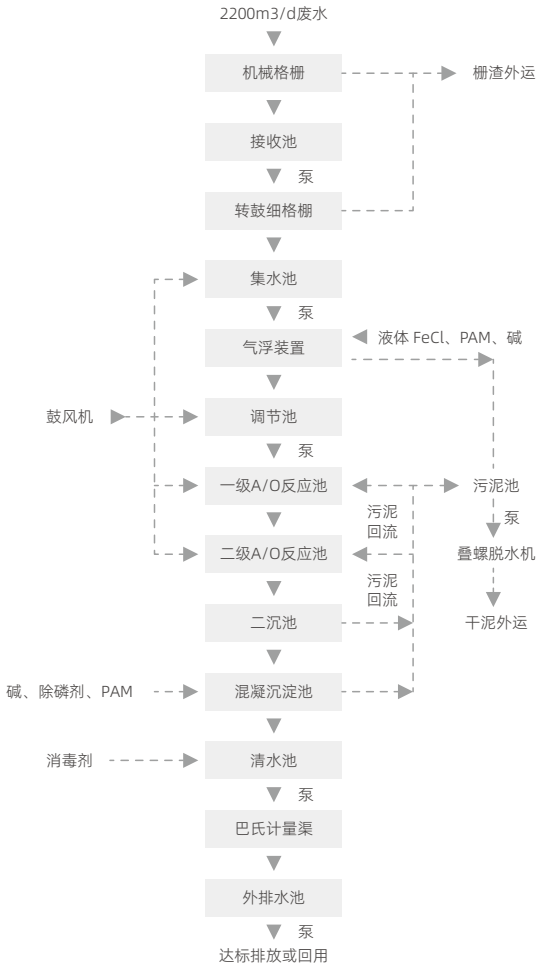 2200m3/d废水
机械格栅
栅渣外运
接收池
泵
转鼓细格棚
集水池
泵
气浮装置
液体 FeCl、PAM、碱
鼓风机
调节池
泵
一级A/O反应池
污泥池
污泥
回流
泵
二级A/O反应池
叠螺脱水机
污泥
回流
二沉池
干泥外运
碱、除磷剂、PAM
混凝沉淀池
消毒剂
清水池
泵
巴氏计量渠
外排水池
泵
达标排放或回用